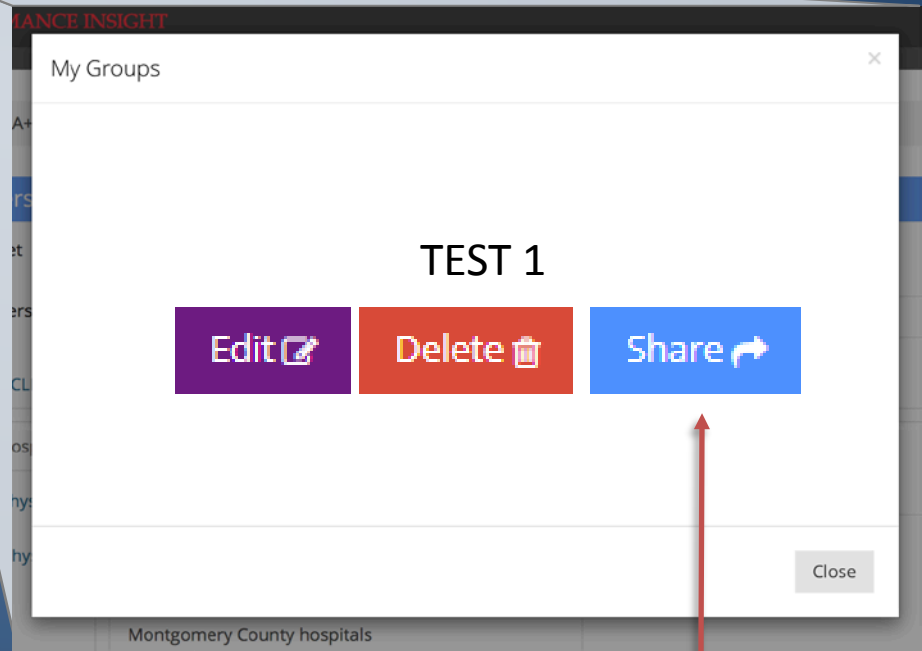 MANCE INSIGHT
My Groups ×
A+
TEST 1
Edit Delete Share
Close
Montgomery County hospitals